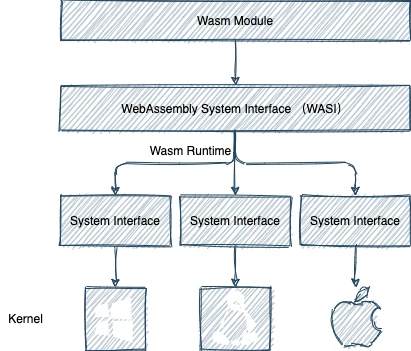 Wasm Module
WebAssembly System Interface （WASI）
Wasm Runtime
System Interface
System Interface
System Interface
Kernel